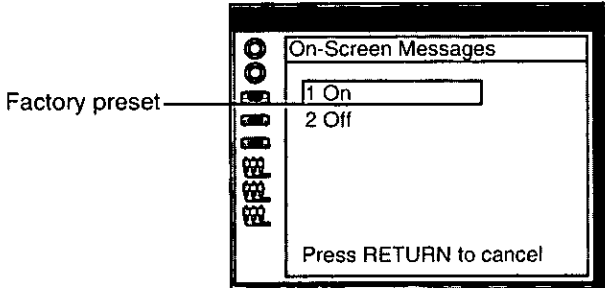 On-Screen Messages
Factory preset
1 On
2 Off
Press RETURN to cancel